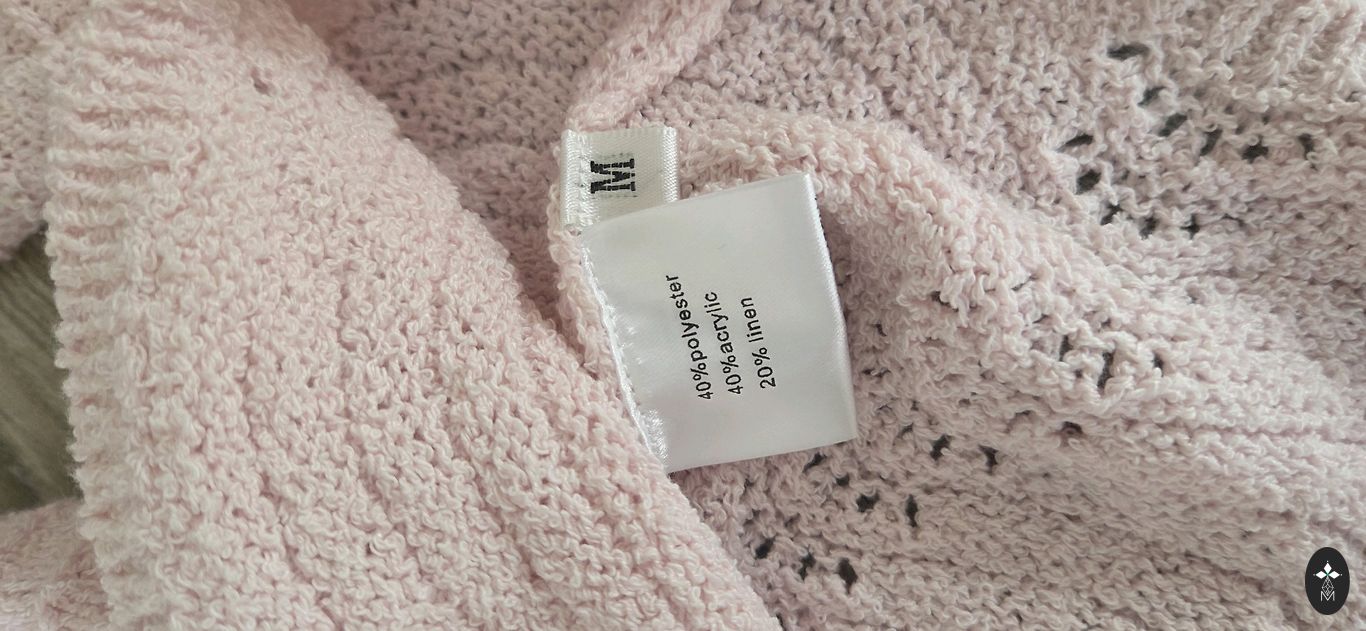 M
40%polyester
40%acrylic
20% linen
M